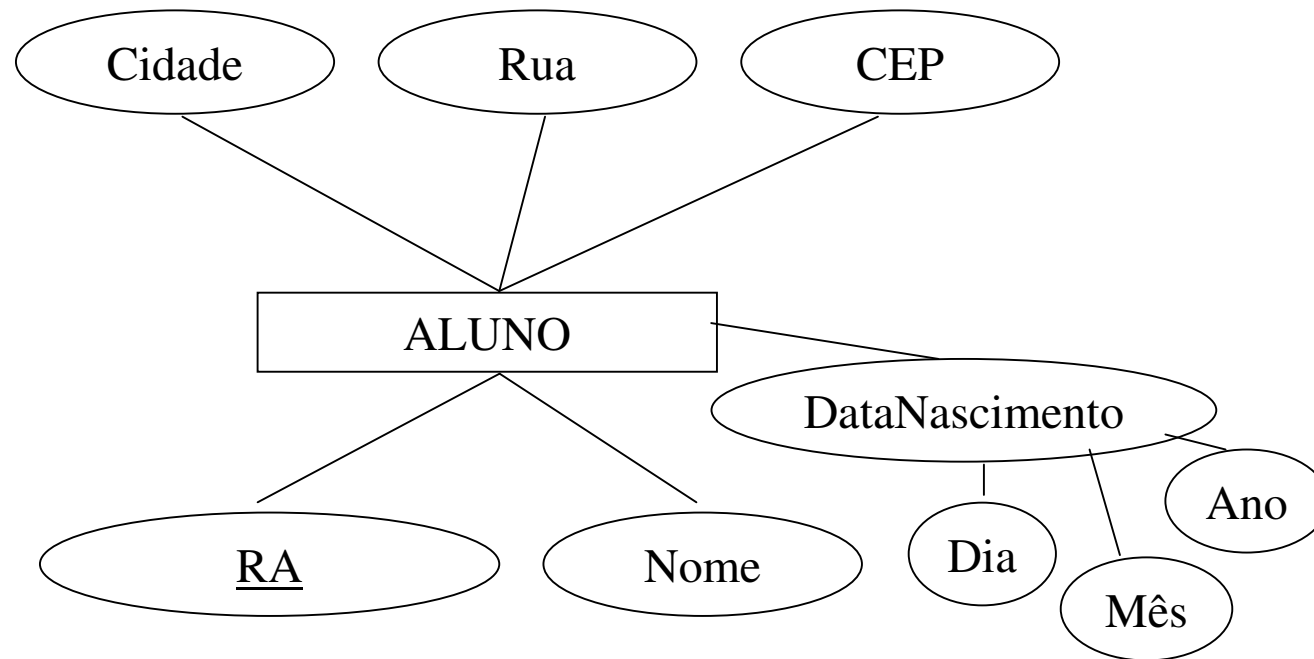 Cidade
Rua
CEP
ALUNO
DataNascimento
RA
Nome
Dia
Mês
Ano